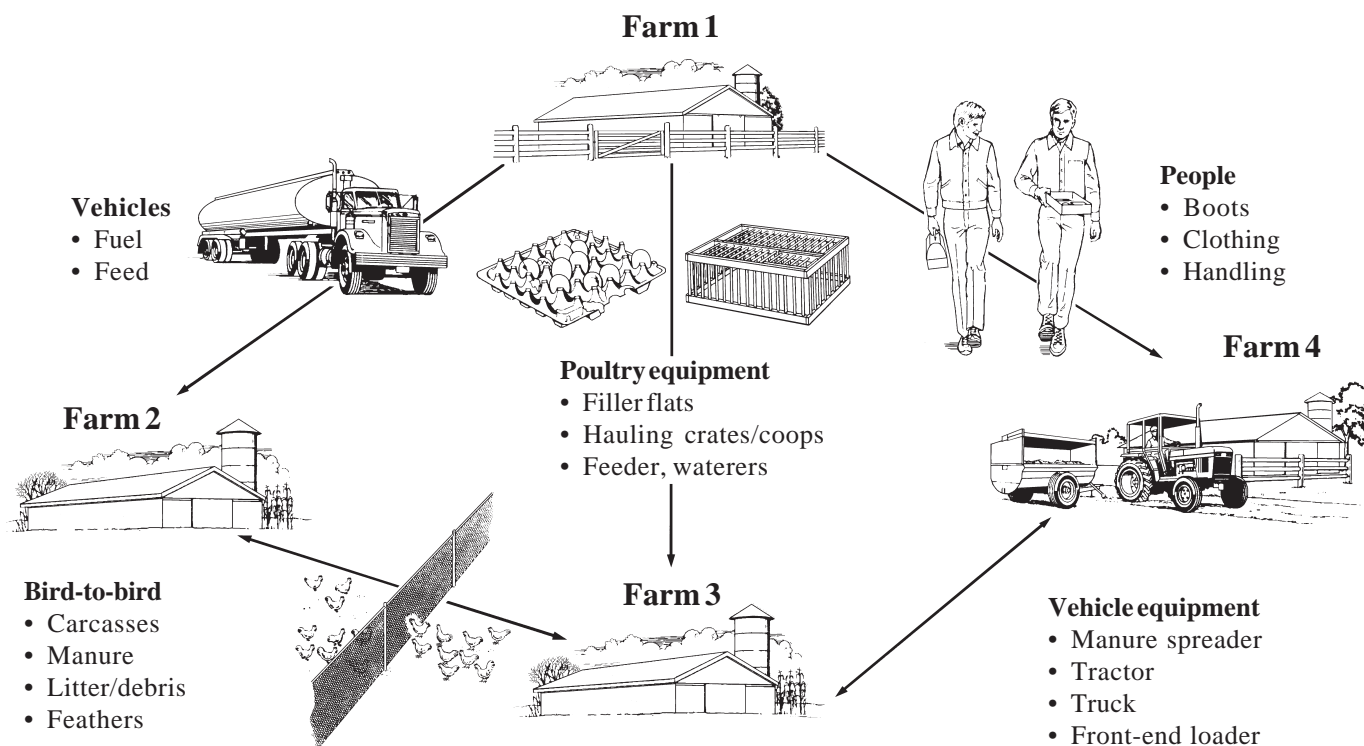 Farm 1
Vehicles
• Fuel
• Feed
People
• Boots
• Clothing
• Handling
Poultry equipment
• Filler flats
• Hauling crates/coops
• Feeder, waterers
Farm 2
Farm 4
Bird-to-bird
• Carcasses
• Manure
• Litter/debris
• Feathers
Farm 3
Vehicle equipment
• Manure spreader
• Tractor
• Truck
• Front-end loader